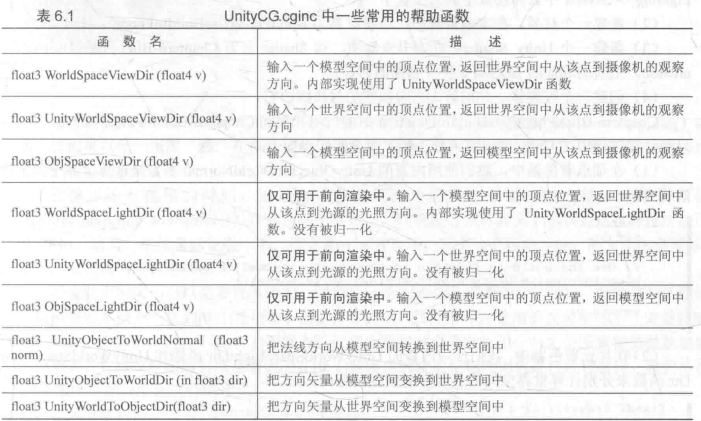 表 6.1 UnityCG.cginc 中一些常用的帮助函数
函 数 名 描 述
float3 WorldSpaceViewDir (float4 v) 输入一个模型空间中的顶点位置，返回世界空间中从该点到摄像机的观察
方向。内部实现使用了 UnityWorldSpaceViewDir 函数
float3 UnityWorldSpaceViewDir (float4 v) 输入一个世界空间中的顶点位置，返回世界空间中从该点到摄像机的观察
方向
float3 ObjSpaceViewDir (float4 v) 输入一个模型空间中的顶点位置，返回模型空间中从该点到摄像机的观察
方向
float3 WorldSpaceLightDir (float4 v) 仅可用于前向渲染中。输入一个模型空间中的顶点位置，返回世界空间中
从该点到光源的光照方向。内部实现使用了 UnityWorldSpaceLightDir 函
数。没有被归一化
float3 UnityWorldSpaceLightDir (float4 v) 仅可用于前向渲染中。输入一个世界空间中的顶点位置，返回世界空间中
从该点到光源的光照方向。没有被归一化
float3 ObjSpaceLightDir (float4 v) 仅可用于前向渲染中。输入一个模型空间中的顶点位置，返回模型空间中
从该点到光源的光照方向。没有被归一化
float3 UnityObjectToWorldNormal (float3
norm) 把法线方向从模型空间转换到世界空间中
float3 UnityObjectToWorldDir (in float3 dir) 把方向矢量从模型空间变换到世界空间中
float3 UnityWorldToObjectDir(float3 dir) 把方向矢量从世界空间变换到模型空间中